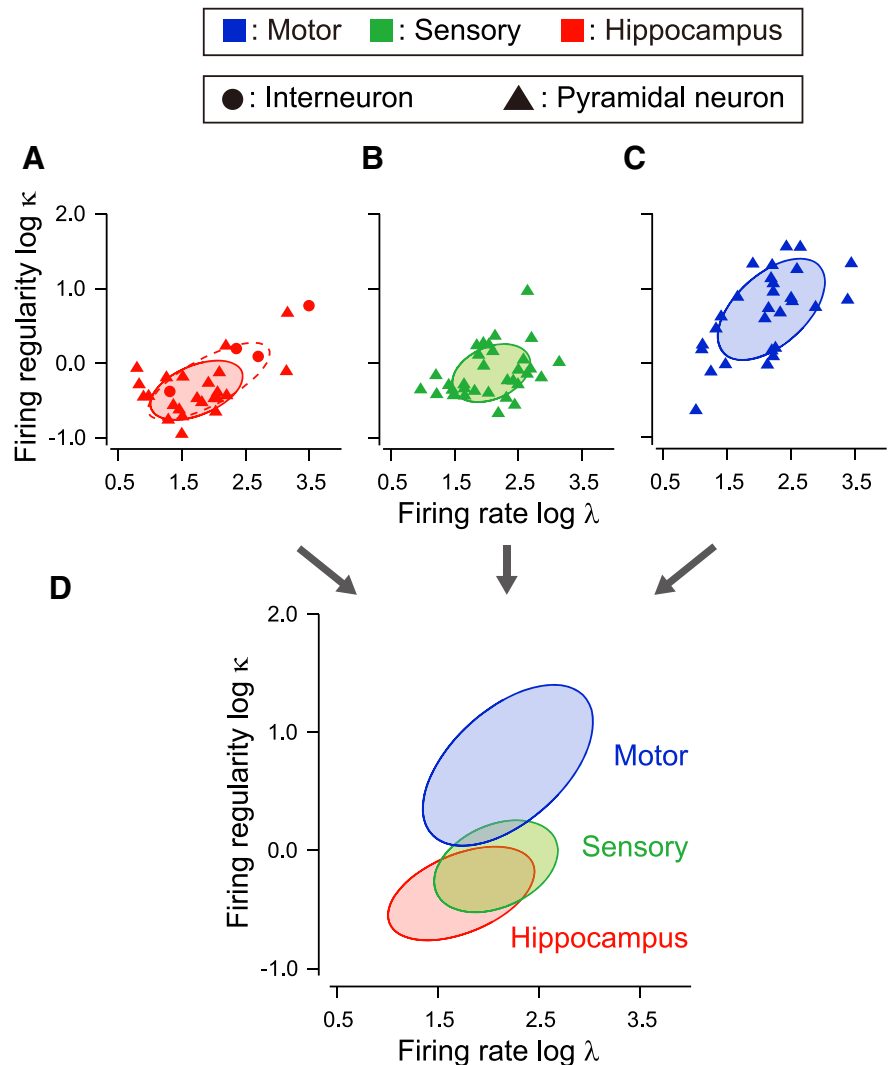 : Motor : Sensory : Hippocampus
: Interneuron : Pyramidal neuron
A B C
Firing regularity log κ
2.0
1.0
0.0
-1.0
0.5 1.5 2.5 3.5 0.5 1.5 2.5 3.5 0.5 1.5 2.5 3.5
Firing rate log λ
D
Firing regularity log κ
2.0
1.0
0.0
-1.0
Motor
Sensory
Hippocampus
0.5 1.5 2.5 3.5
Firing rate log λ